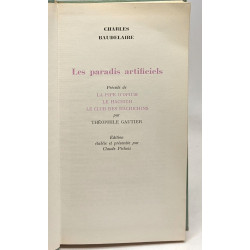 CHARLES
BAUDELAIRE
Les paradis artificiels
Précédé de
LA PIPE D'OPIUM
LE HACHICH
LE CLUB DES HACHICHINS
par
THÉOPHILE GAUTIER
Édition
établie et présentée par
Claude Pichois